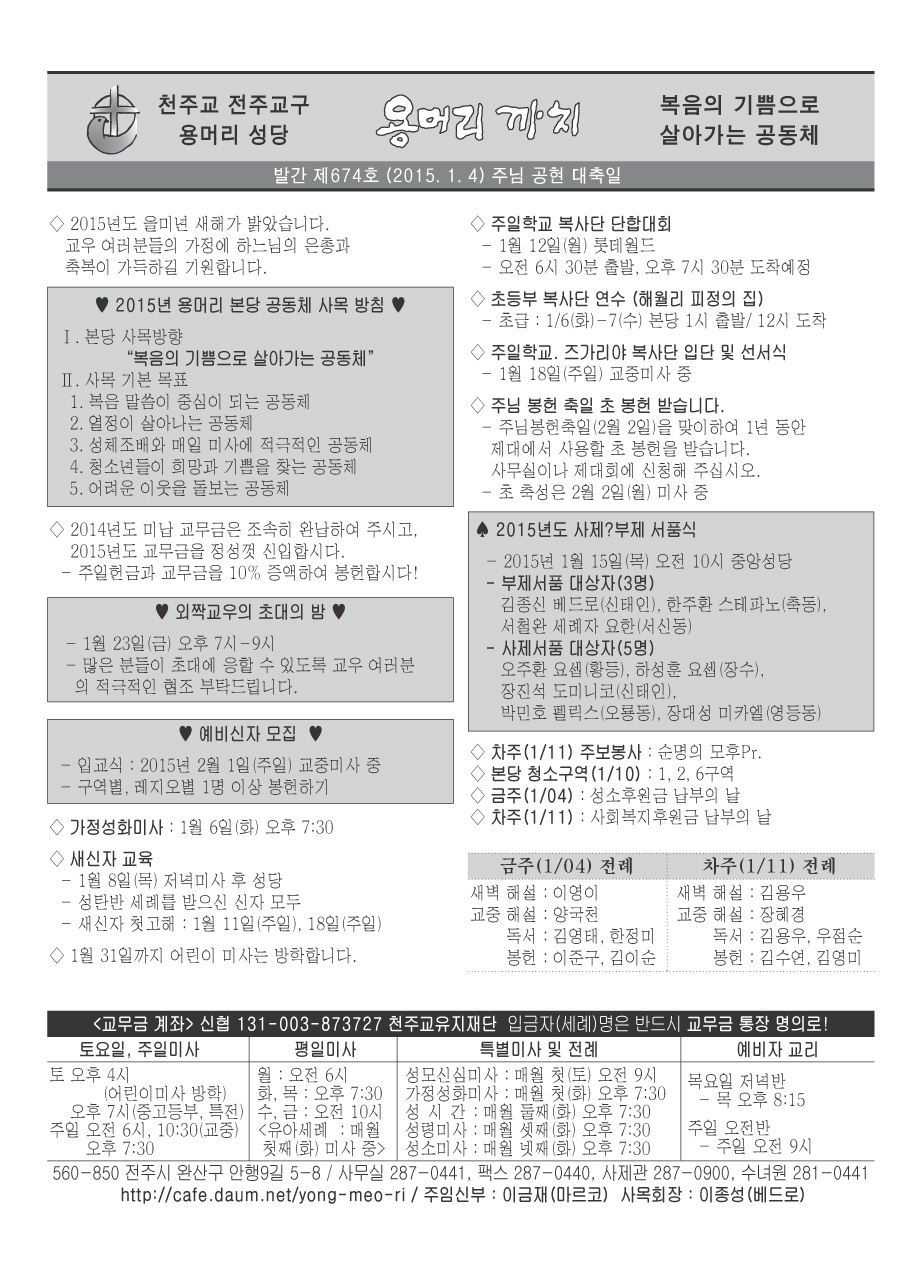 천주교 전주교구
용머리 성당
용머리 까치
복음의 기쁨으로
살아가는 공동체
발간 제674호 (2015. 1. 4) 주님 공현 대축일
◇ 2015년도 을미년 새해가 밝았습니다.
교우 여러분들의 가정에 하느님의 은총과
축복이 가득하길 기원합니다.
♥ 2015년 용머리 본당 공동체 사목 방침 ♥
Ⅰ. 본당 사목방향
“복음의 기쁨으로 살아가는 공동체”
Ⅱ. 사목 기본 목표
1. 복음 말씀이 중심이 되는 공동체
2. 열정이 살아나는 공동체
3. 성체조배와 매일 미사에 적극적인 공동체
4. 청소년들이 희망과 기쁨을 찾는 공동체
5. 어려운 이웃을 돌보는 공동체
◇ 2014년도 미납 교무금은 조속히 완납하여 주시고,
2015년도 교무금을 정성껏 신입합시다.
- 주일헌금과 교무금을 10% 증액하여 봉헌합시다!
♥ 외짝교우의 초대의 밤 ♥
- 1월 23일(금) 오후 7시-9시
- 많은 분들이 초대에 응할 수 있도록 교우 여러분
의 적극적인 협조 부탁드립니다.
♥ 예비신자 모집 ♥
- 입교식 : 2015년 2월 1일(주일) 교중미사 중
- 구역별, 레지오별 1명 이상 봉헌하기
◇ 가정성화미사 : 1월 6일(화) 오후 7:30
◇ 새신자 교육
- 1월 8일(목) 저녁미사 후 성당
- 성탄반 세례를 받으신 신자 모두
- 새신자 첫고해 : 1월 11일(주일), 18일(주일)
◇ 1월 31일까지 어린이 미사는 방학합니다.
◇ 주일학교 복사단 단합대회
- 1월 12일(월) 롯데월드
- 오전 6시 30분 출발, 오후 7시 30분 도착예정
◇ 초등부 복사단 연수 (해월리 피정의 집)
- 초급 : 1/6(화)-7(수) 본당 1시 출발/ 12시 도착
◇ 주일학교. 즈가리야 복사단 입단 및 선서식
- 1월 18일(주일) 교중미사 중
◇ 주님 봉헌 축일 초 봉헌 받습니다.
- 주님봉헌축일(2월 2일)을 맞이하여 1년 동안
제대에서 사용할 초 봉헌을 받습니다.
사무실이나 제대회에 신청해 주십시오.
- 초 축성은 2월 2일(월) 미사 중
♠ 2015년도 사제?부제 서품식
- 2015년 1월 15일(목) 오전 10시 중앙성당
- 부제서품 대상자(3명)
김종신 베드로(신태인), 한주환 스테파노(축동),
서철완 세례자 요한(서신동)
- 사제서품 대상자(5명)
오주환 요셉(황등), 하성훈 요셉(장수),
장진석 도미니코(신태인),
박민호 펠릭스(오룡동), 장대성 미카엘(영등동)
◇ 차주(1/11) 주보봉사 : 순명의 모후Pr.
◇ 본당 청소구역(1/10) : 1, 2, 6구역
◇ 금주(1/04) : 성소후원금 납부의 날
◇ 차주(1/11) : 사회복지후원금 납부의 날
금주(1/04) 전례
새벽 해설 : 이영이
교중 해설 : 양국천
독서 : 김영태, 한정미
봉헌 : 이준구, 김이순
차주(1/11) 전례
새벽 해설 : 김용우
교중 해설 : 장혜경
독서 : 김용우, 우점순
봉헌 : 김수연, 김영미
<교무금 계좌> 신협 131-003-873727 천주교유지재단 입금자(세례)명은 반드시 교무금 통장 명의로!
토요일, 주일미사
토 오후 4시
(어린이미사 방학)
오후 7시(중고등부, 특전)
주일 오전 6시, 10:30(교중)
오후 7:30
평일미사
월 : 오전 6시
화, 목 : 오후 7:30
수, 금 : 오전 10시
<유아세례 : 매월
첫째(화) 미사 중>
특별미사 및 전례
성모신심미사 : 매월 첫(토) 오전 9시
가정성화미사 : 매월 첫(화) 오후 7:30
성 시 간 : 매월 둘째(화) 오후 7:30
성령미사 : 매월 셋째(화) 오후 7:30
성소미사 : 매월 넷째(화) 오후 7:30
예비자 교리
목요일 저녁반
- 목 오후 8:15
주일 오전반
- 주일 오전 9시
560-850 전주시 완산구 안행9길 5-8 / 사무실 287-0441, 팩스 287-0440, 사제관 287-0900, 수녀원 281-0441
http://cafe.daum.net/yong-meo-ri / 주임신부 : 이금재(마르코) 사목회장 : 이종성(베드로)